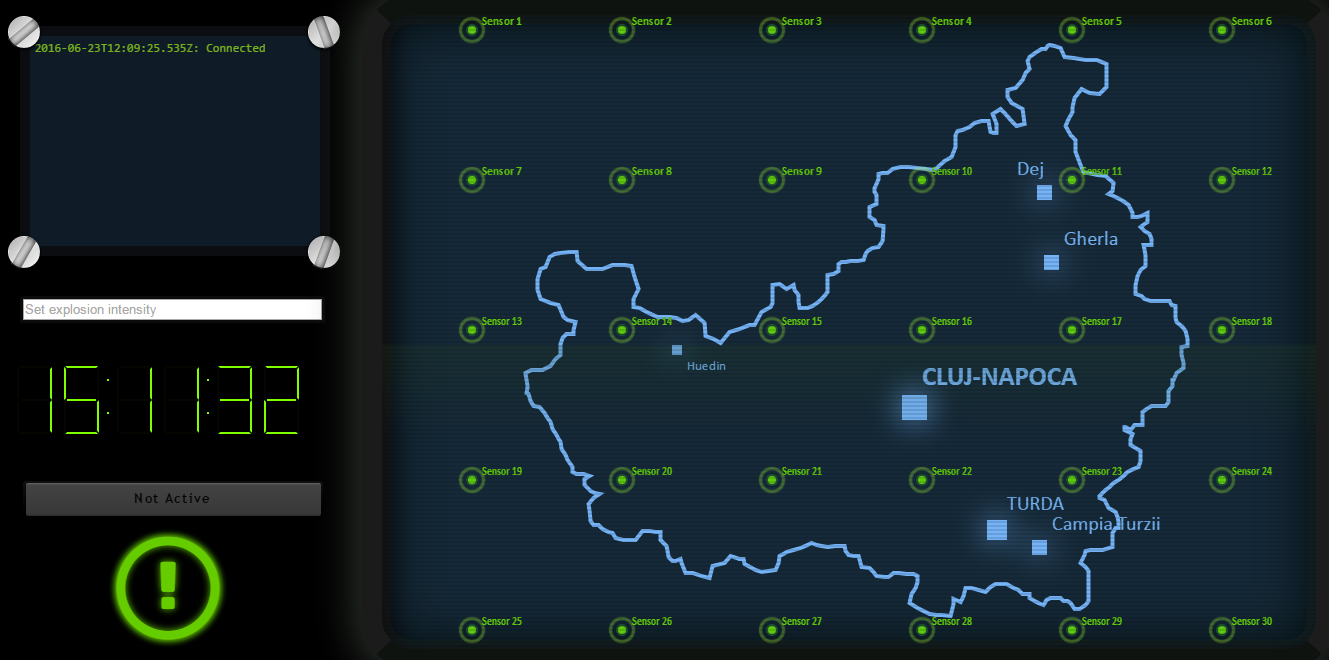 2016-06-23T12:09:25.535Z: Connected
Set explosion intensity
15:11:32
Not Active
!
Sensor 1
Sensor 2
Sensor 3
Sensor 4
Sensor 5
Sensor 6
Dej
Sensor 7
Sensor 8
Sensor 9
Sensor 10
Sensor 11
Sensor 12
Gherla
Sensor 13
Sensor 14
Sensor 15
Sensor 16
Sensor 17
Sensor 18
Huedin
CLUJ-NAPOCA
Sensor 19
Sensor 20
Sensor 21
Sensor 22
Sensor 23
Sensor 24
TURDA
Campia Turzii
Sensor 25
Sensor 26
Sensor 27
Sensor 28
Sensor 29
Sensor 30